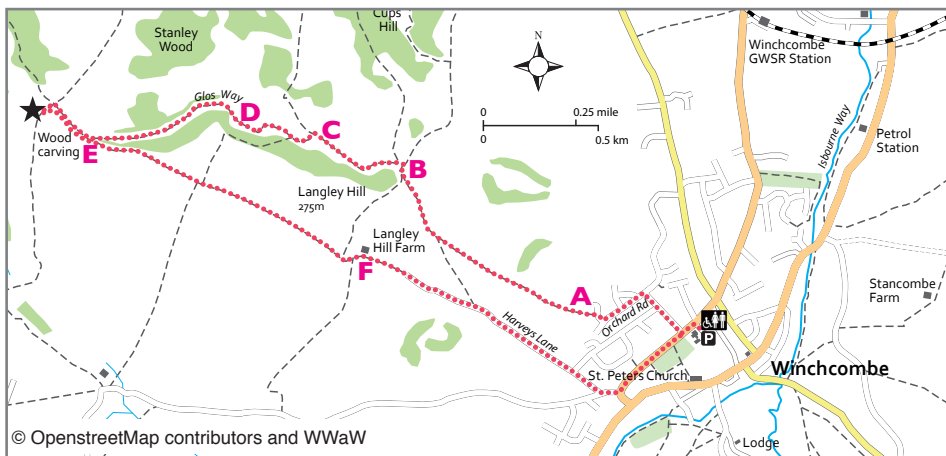 Cups
Hill
Stanley
Wood
N
Winchcombe
GWSR Station
Glos Way
D
C
0
0.25 mile
0
0.5 km
Isbourne Way
Petrol
Station
Wood
carving
E
B
Langley Hill
275m
Langley
Hill Farm
F
A
Orchard Rd
Stancombe
Farm
Harveys Lane
P
St. Peters Church
Winchcombe
© OpenstreetMap contributors and WWaW
Lodge